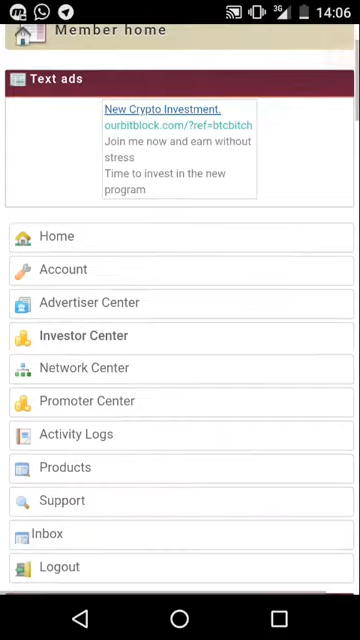 3G 14:06
Member home
Text ads
New Crypto Investment.
ourbitblock.com/?ref=btcbitch
Join me now and earn without
stress
Time to invest in the new
program
Home
Account
Advertiser Center
Investor Center
Network Center
Promoter Center
Activity Logs
Products
Support
Inbox
Logout